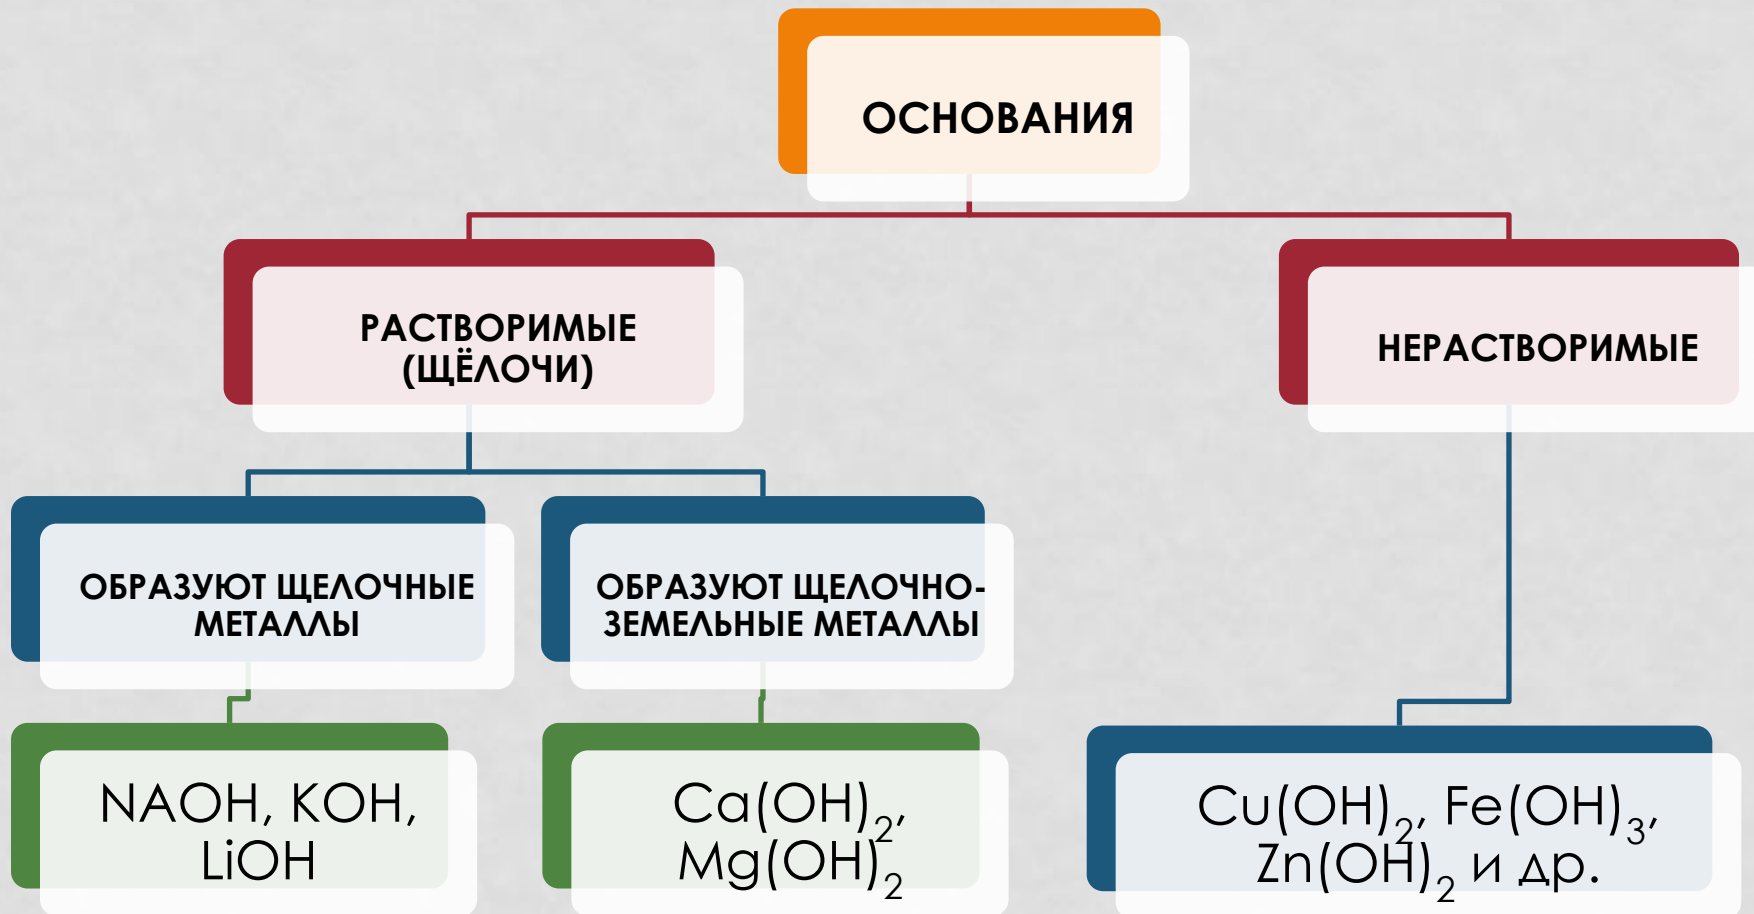 ОСНОВАНИЯ
РАСТВОРИМЫЕ
(ЩЁЛОЧИ)
НЕРАСТВОРИМЫЕ
ОБРАЗУЮТ ЩЕЛОЧНЫЕ
МЕТАЛЛЫ
ОБРАЗУЮТ ЩЕЛОЧНО-
ЗЕМЕЛЬНЫЕ МЕТАЛЛЫ
NAOH, KOH,
LiOH
Ca(OH)₂,
Mg(OH)₂
Cu(OH)₂, Fe(OH)₃,
Zn(OH)₂ и др.